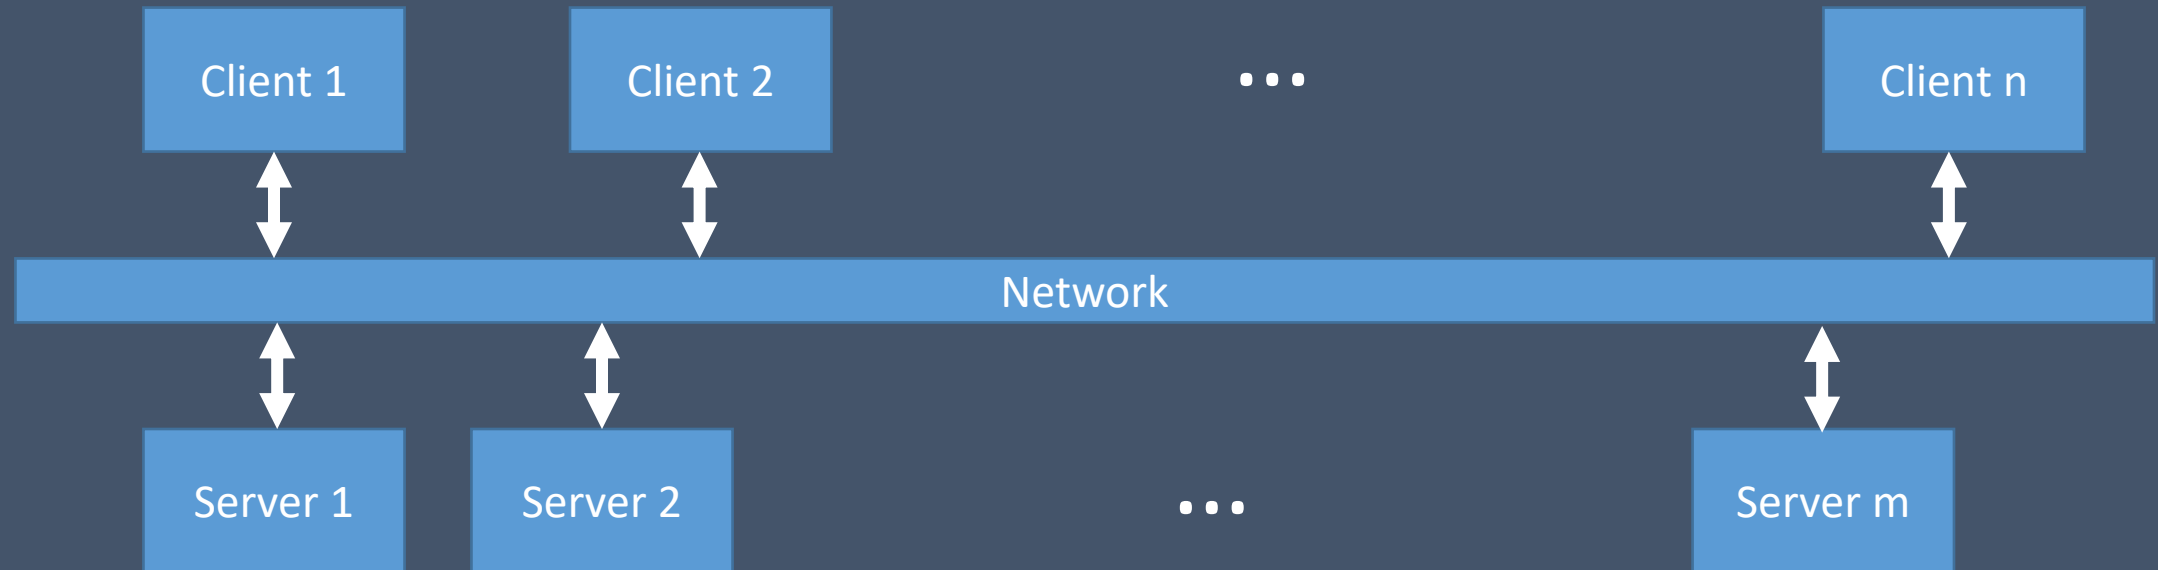 Client 1
Client 2
...
Client n
Network
Server 1
Server 2
...
Server m